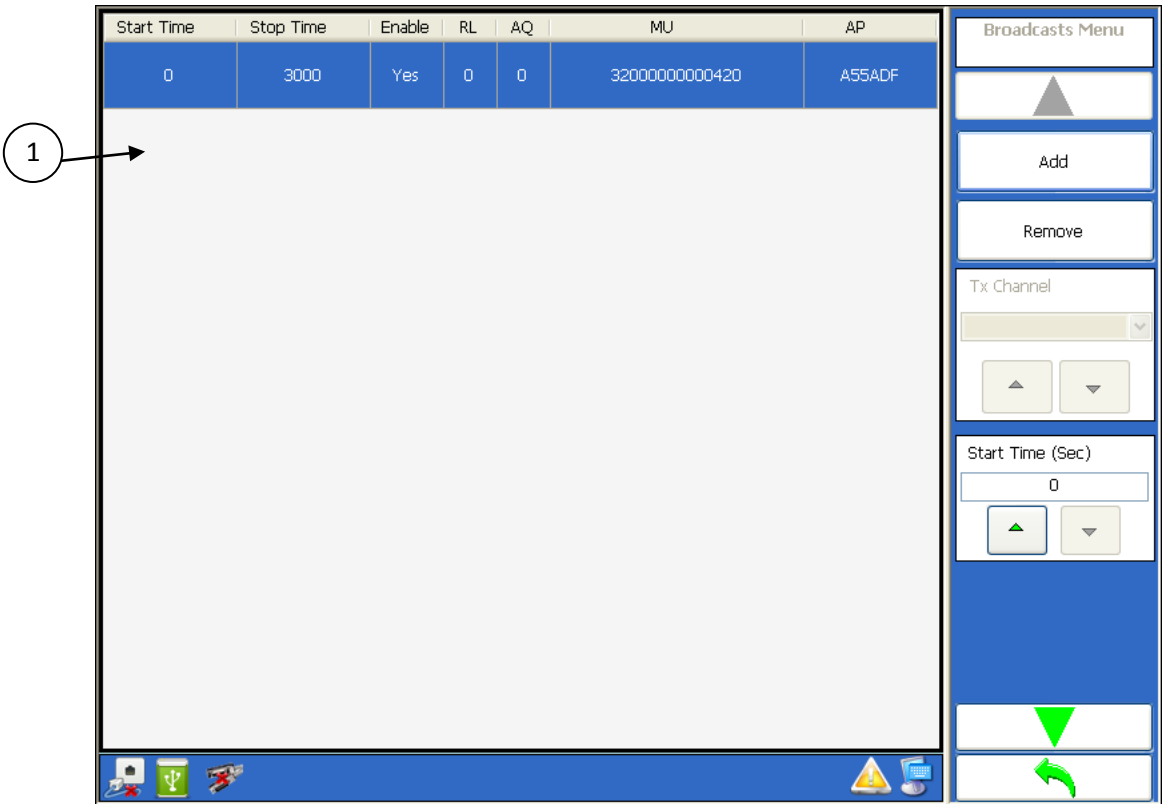 Start Time Stop Time Enable RL AQ MU AP
0 3000 Yes 0 0 32000000000420 A55ADF
1
Broadcasts Menu
Add
Remove
Tx Channel
Start Time (Sec)
0